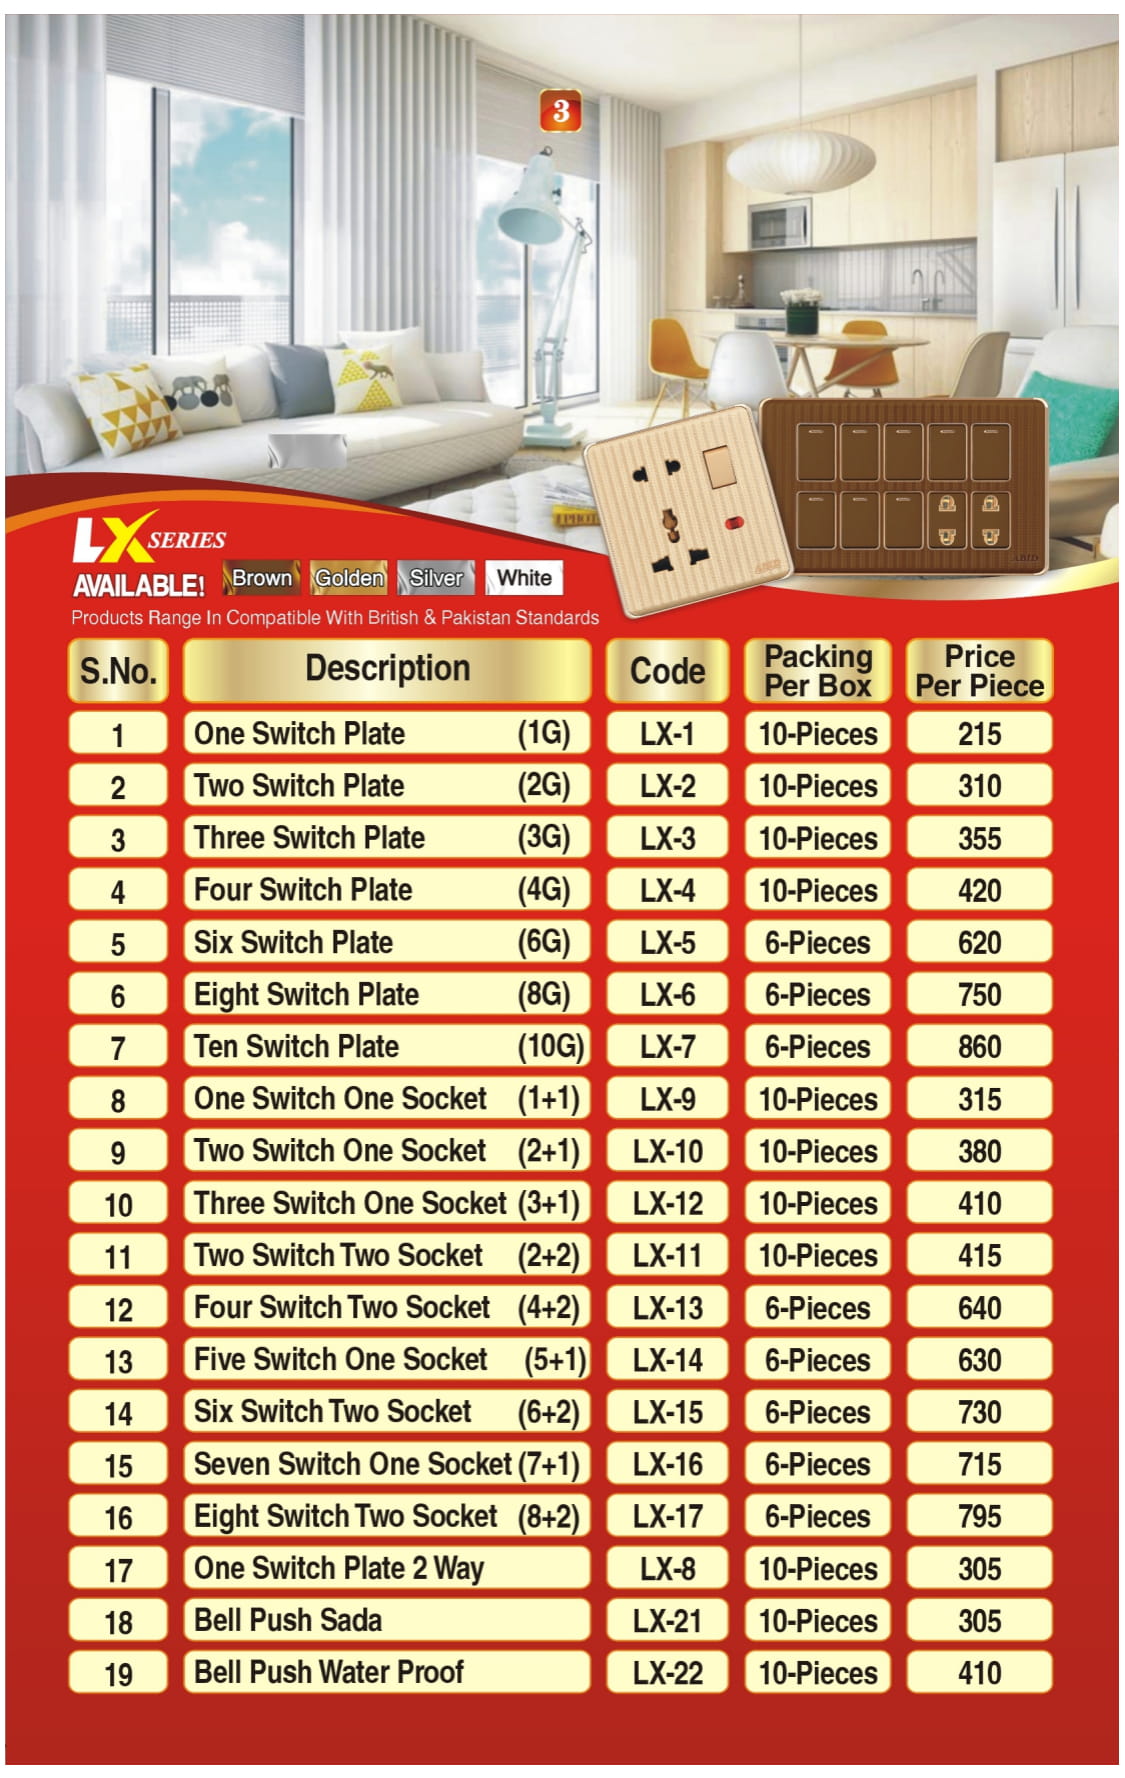 3
LX SERIES
AVAILABLE! Brown Golden Silver White
Products Range In Compatible With British & Pakistan Standards
S.No. Description Code Packing Per Box Price Per Piece
1 One Switch Plate (1G) LX-1 10-Pieces 215
2 Two Switch Plate (2G) LX-2 10-Pieces 310
3 Three Switch Plate (3G) LX-3 10-Pieces 355
4 Four Switch Plate (4G) LX-4 10-Pieces 420
5 Six Switch Plate (6G) LX-5 6-Pieces 620
6 Eight Switch Plate (8G) LX-6 6-Pieces 750
7 Ten Switch Plate (10G) LX-7 6-Pieces 860
8 One Switch One Socket (1+1) LX-9 10-Pieces 315
9 Two Switch One Socket (2+1) LX-10 10-Pieces 380
10 Three Switch One Socket (3+1) LX-12 10-Pieces 410
11 Two Switch Two Socket (2+2) LX-11 10-Pieces 415
12 Four Switch Two Socket (4+2) LX-13 6-Pieces 640
13 Five Switch One Socket (5+1) LX-14 6-Pieces 630
14 Six Switch Two Socket (6+2) LX-15 6-Pieces 730
15 Seven Switch One Socket (7+1) LX-16 6-Pieces 715
16 Eight Switch Two Socket (8+2) LX-17 6-Pieces 795
17 One Switch Plate 2 Way LX-8 10-Pieces 305
18 Bell Push Sada LX-21 10-Pieces 305
19 Bell Push Water Proof LX-22 10-Pieces 410